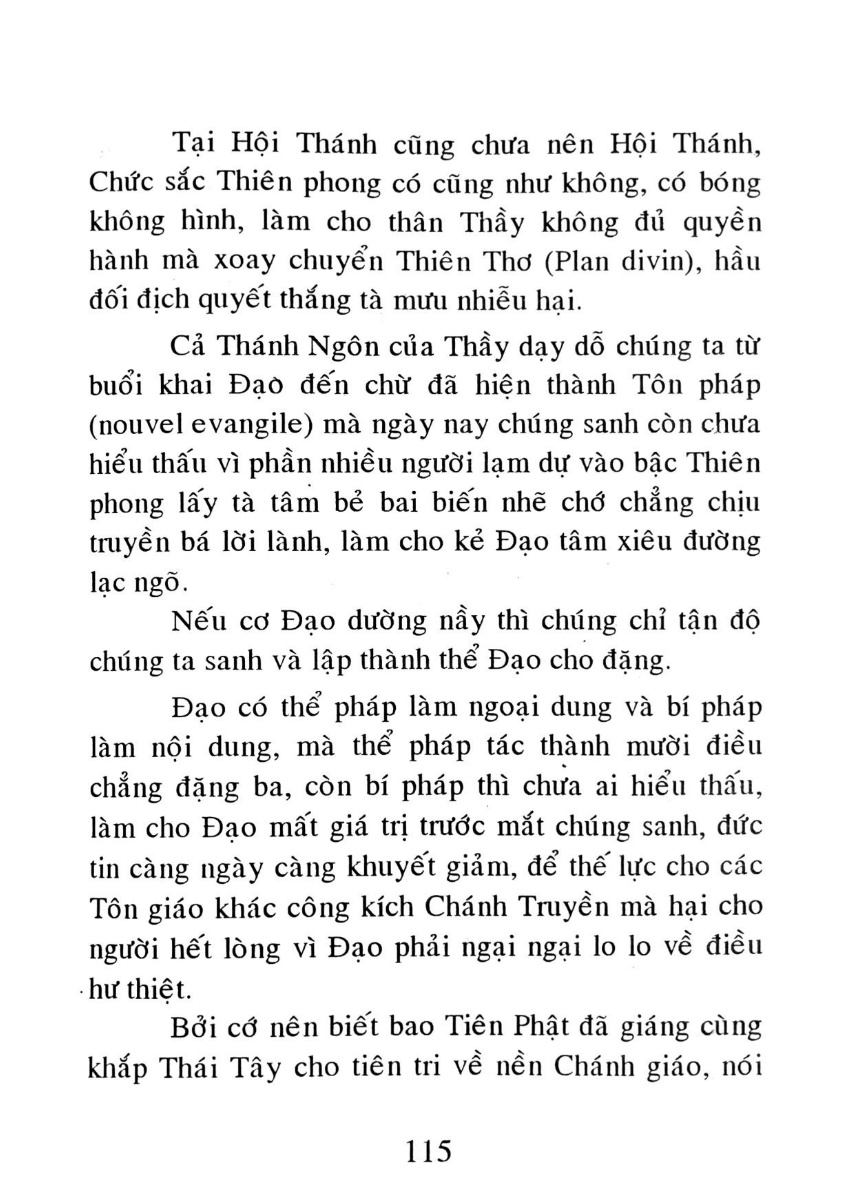 Tại Hội Thánh cũng chưa nên Hội Thánh,
Chức sắc Thiên phong có cũng như không, có bóng
không hình, làm cho thân Thầy không đủ quyền
hành mà xoay chuyển Thiên Thơ (Plan divin), hầu
đối địch quyết thắng tà mưu nhiễu hại.
Cả Thánh Ngôn của Thầy dạy dỗ chúng ta từ
buổi khai Đạo đến chừ đã hiện thành Tôn pháp
(nouvel evangile) mà ngày nay chúng sanh còn chưa
hiểu thấu vì phần nhiều người lạm dự vào bậc Thiên
phong lấy tà tâm bẻ bai biến nhẽ chớ chẳng chịu
truyền bá lời lành, làm cho kẻ Đạo tâm xiêu đường
lạc ngõ.
Nếu cơ Đạo dường nầy thì chúng chỉ tận độ
chúng ta sanh và lập thành thể Đạo cho đặng.
Đạo có thể pháp làm ngoại dung và bí pháp
làm nội dung, mà thể pháp tác thành mười điều
chẳng đặng ba, còn bí pháp thì chưa ai hiểu thấu,
làm cho Đạo mất giá trị trước mắt chúng sanh, đức
tin càng ngày càng khuyết giảm, để thế lực cho các
Tôn giáo khác công kích Chánh Truyền mà hại cho
người hết lòng vì Đạo phải ngại ngại lo lo về điều
hư thiệt.
Bởi cớ nên biết bao Tiên Phật đã giáng cùng
khắp Thái Tây cho tiên tri về nền Chánh giáo, nói
115